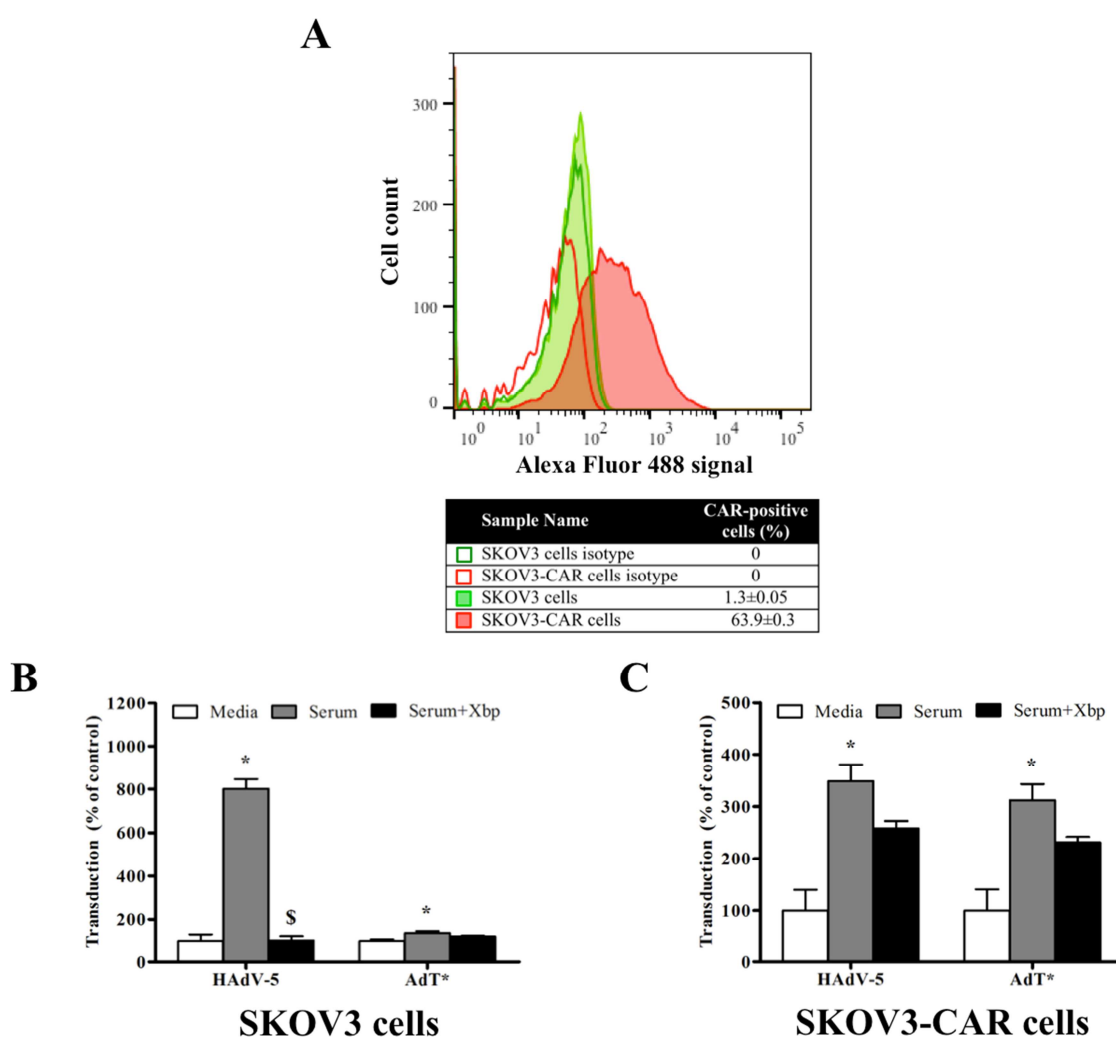 A
300
200
100
0
Cell count
10^0 10^1 10^2 10^3 10^4 10^5
Alexa Fluor 488 signal
Sample Name CAR-positive cells (%)
SKOV3 cells isotype 0
SKOV3-CAR cells isotype 0
SKOV3 cells 1.3±0.05
SKOV3-CAR cells 63.9±0.3
B
Media Serum Serum+Xbp
1200
1000
800
600
400
200
0
Transduction (% of control)
*
$
*
HAdV-5 AdT*
SKOV3 cells
C
Media Serum Serum+Xbp
500
400
300
200
100
0
Transduction (% of control)
*
*
HAdV-5 AdT*
SKOV3-CAR cells